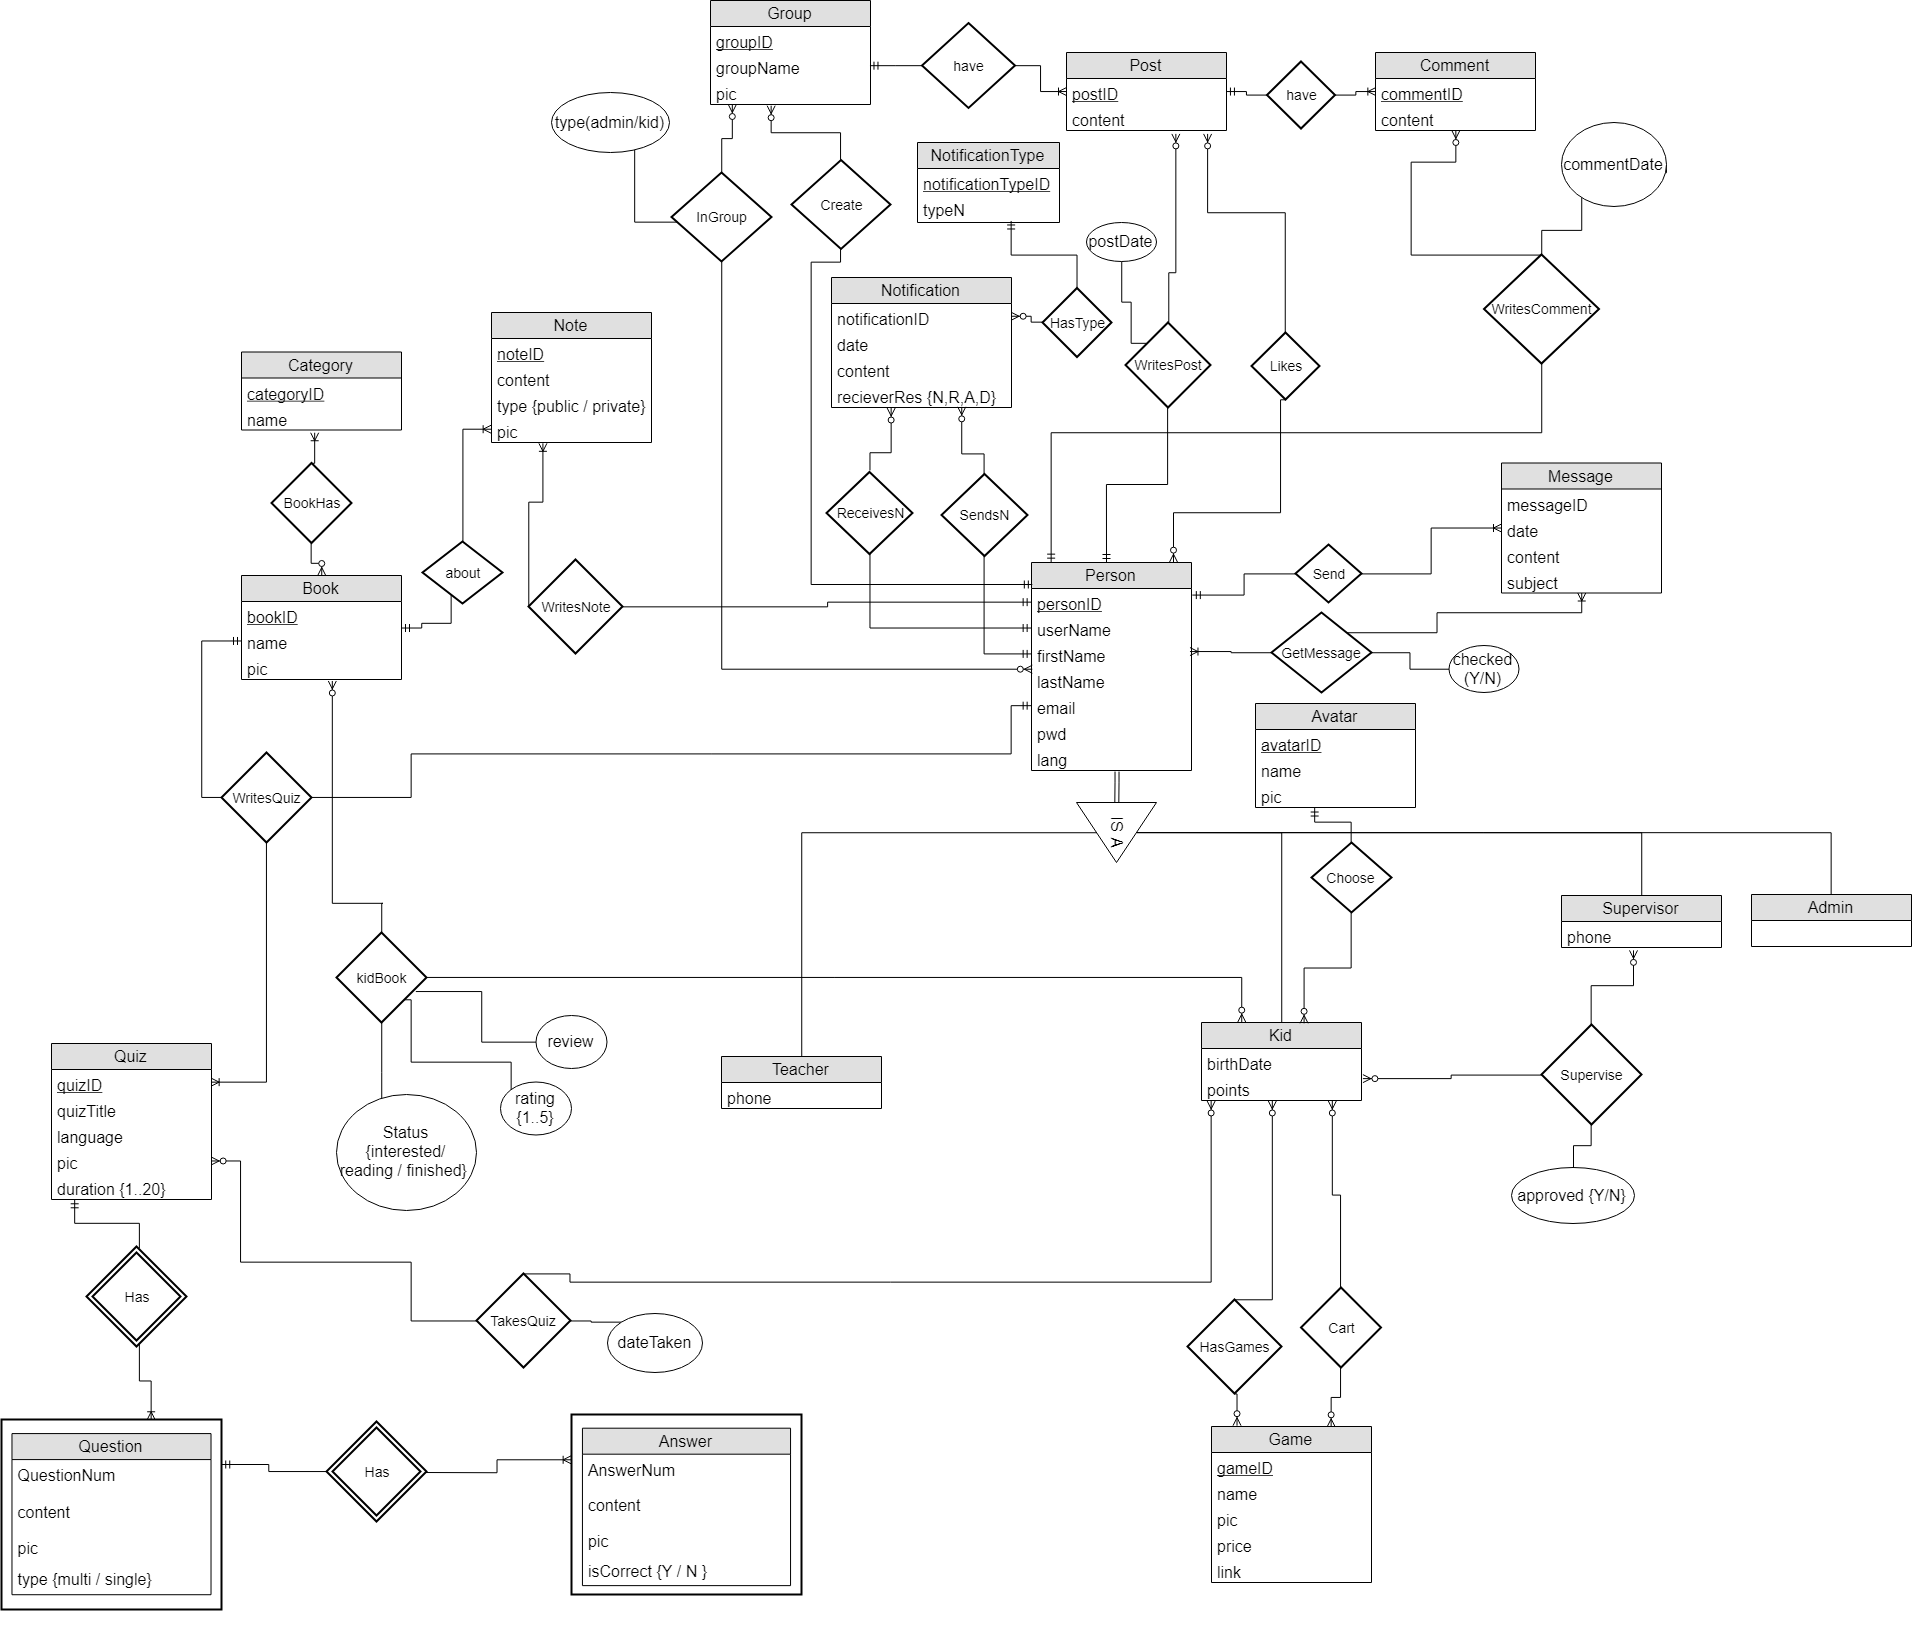 Group
groupID
groupName
pic
have
Post
postID
content
have
Comment
commentID
content
type(admin/kid)
commentDate
NotificationType
notificationTypeID
typeN
InGroup
Create
postDate
Notification
notificationID
date
content
recieverRes {N,R,A,D}
HasType
WritesPost
Likes
WritesComment
Note
noteID
content
type {public / private}
pic
Category
categoryID
name
BookHas
about
WritesNote
ReceivesN
SendsN
Message
messageID
date
content
subject
Send
GetMessage
checked
(Y/N)
Book
bookID
name
pic
Person
personID
userName
firstName
lastName
email
pwd
lang
Avatar
avatarID
name
pic
WritesQuiz
IS A
Choose
Supervisor
phone
Admin
kidBook
review
rating
{1..5}
Status
{interested/
reading / finished}
Quiz
quizID
quizTitle
language
pic
duration {1..20}
Teacher
phone
Kid
birthDate
points
Supervise
approved {Y/N}
Has
TakesQuiz
dateTaken
HasGames
Cart
Question
QuestionNum
content
pic
type {multi / single}
Has
Answer
AnswerNum
content
pic
isCorrect {Y / N }
Game
gameID
name
pic
price
link